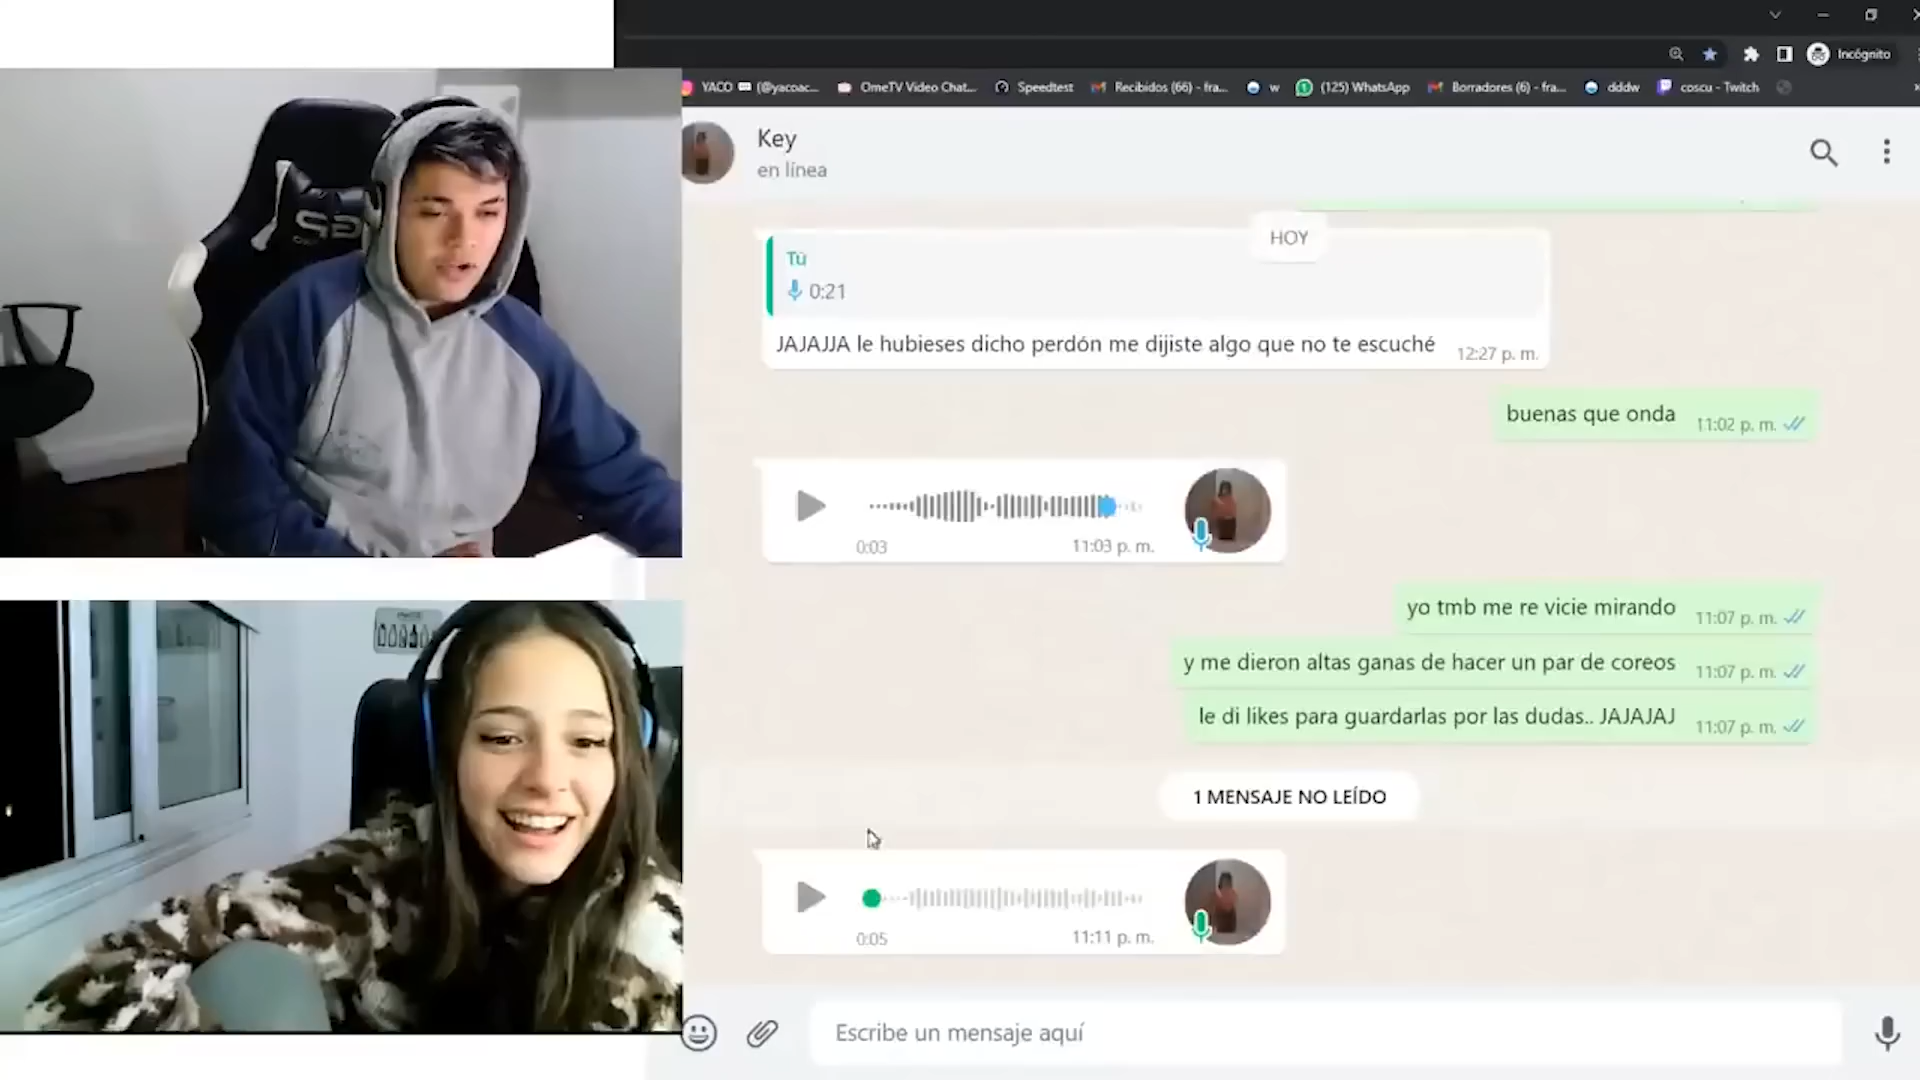 Incógnito
YACO (@yacoac...
OmeTV Video Chat...
Speedtest
Recibidos (66) - fra...
w
(125) WhatsApp
Borradores (6) - fra...
dddw
coscu - Twitch
Key
en línea
HOY
Tú
0:21
JAJAJJA le hubieses dicho perdón me dijiste algo que no te escuché
12:27 p. m.
buenas que onda
11:02 p. m.
0:03
11:03 p. m.
yo tmb me re vicie mirando
11:07 p. m.
y me dieron altas ganas de hacer un par de coreos
11:07 p. m.
le di likes para guardarlas por las dudas.. JAJAJAJ
11:07 p. m.
1 MENSAJE NO LEÍDO
0:05
11:11 p. m.
Escribe un mensaje aquí